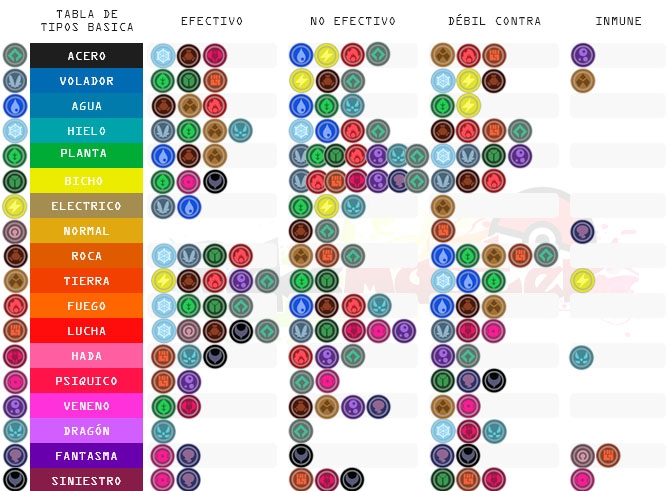 TABLA DE
TIPOS BASICA
EFECTIVO
NO EFECTIVO
DÉBIL CONTRA
INMUNE
ACERO
VOLADOR
AGUA
HIELO
PLANTA
BICHO
ELECTRICO
NORMAL
ROCA
TIERRA
FUEGO
LUCHA
HADA
PSIQUICO
VENENO
DRAGÓN
FANTASMA
SINIESTRO